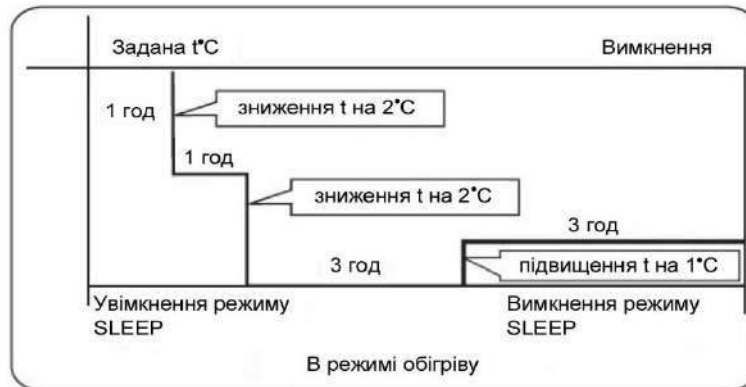 Задана t°C
Вимкнення
1 год
зниження t на 2°C
1 год
зниження t на 2°C
3 год
3 год
підвищення t на 1°C
Увімкнення режиму
SLEEP
Вимкнення режиму
SLEEP
В режимі обігріву